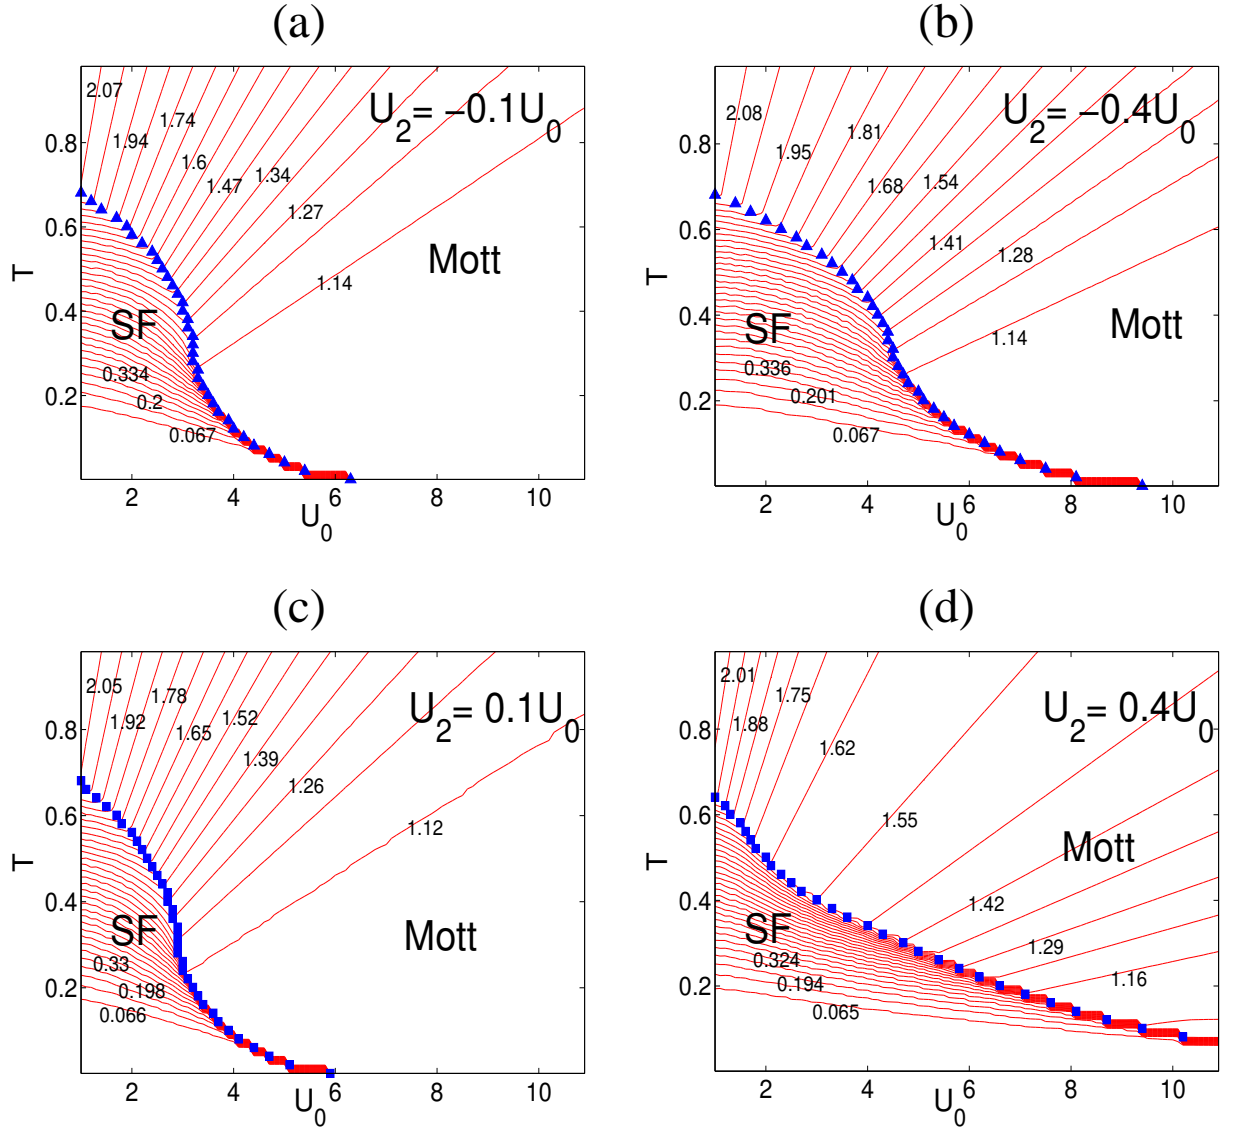 (a)
U2= −0.1U0
2.07
1.94
1.74
1.6
1.47
1.34
1.27
1.14
Mott
SF
0.334
0.2
0.067
0.8
0.6
0.4
0.2
T
2 4 6 8 10
U0
(b)
U2= −0.4U0
2.08
1.95
1.81
1.68
1.54
1.41
1.28
1.14
Mott
SF
0.336
0.201
0.067
0.8
0.6
0.4
0.2
T
2 4 6 8 10
U0
(c)
U2= 0.1U0
2.05
1.92
1.78
1.65
1.52
1.39
1.26
1.12
Mott
SF
0.33
0.198
0.066
0.8
0.6
0.4
0.2
T
2 4 6 8 10
U0
(d)
U2= 0.4U0
2.01
1.88
1.75
1.62
1.55
1.42
1.29
1.16
Mott
SF
0.324
0.194
0.065
0.8
0.6
0.4
0.2
T
2 4 6 8 10
U0